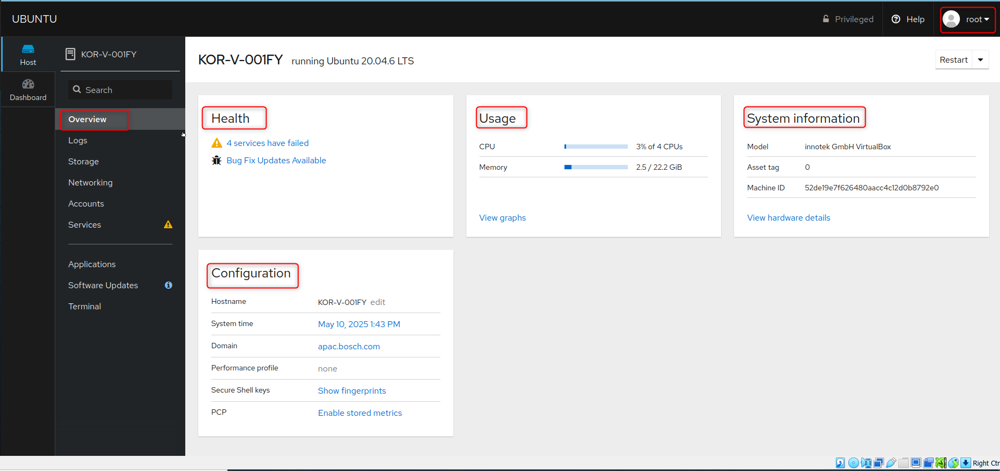 UBUNTU
Privileged
Help
root
Host
Dashboard
KOR-V-001FY
Search
Overview
Logs
Storage
Networking
Accounts
Services
Applications
Software Updates
Terminal
KOR-V-001FY running Ubuntu 20.04.6 LTS
Restart
Health
4 services have failed
Bug Fix Updates Available
Usage
CPU 3% of 4 CPUs
Memory 2.5 / 22.2 GiB
View graphs
System information
Model innotek GmbH VirtualBox
Asset tag 0
Machine ID 52de19e7f626480aacc4c12d0b8792e0
View hardware details
Configuration
Hostname KOR-V-001FY edit
System time May 10, 2025 1:43 PM
Domain apac.bosch.com
Performance profile none
Secure Shell keys Show fingerprints
PCP Enable stored metrics
Right Ctr